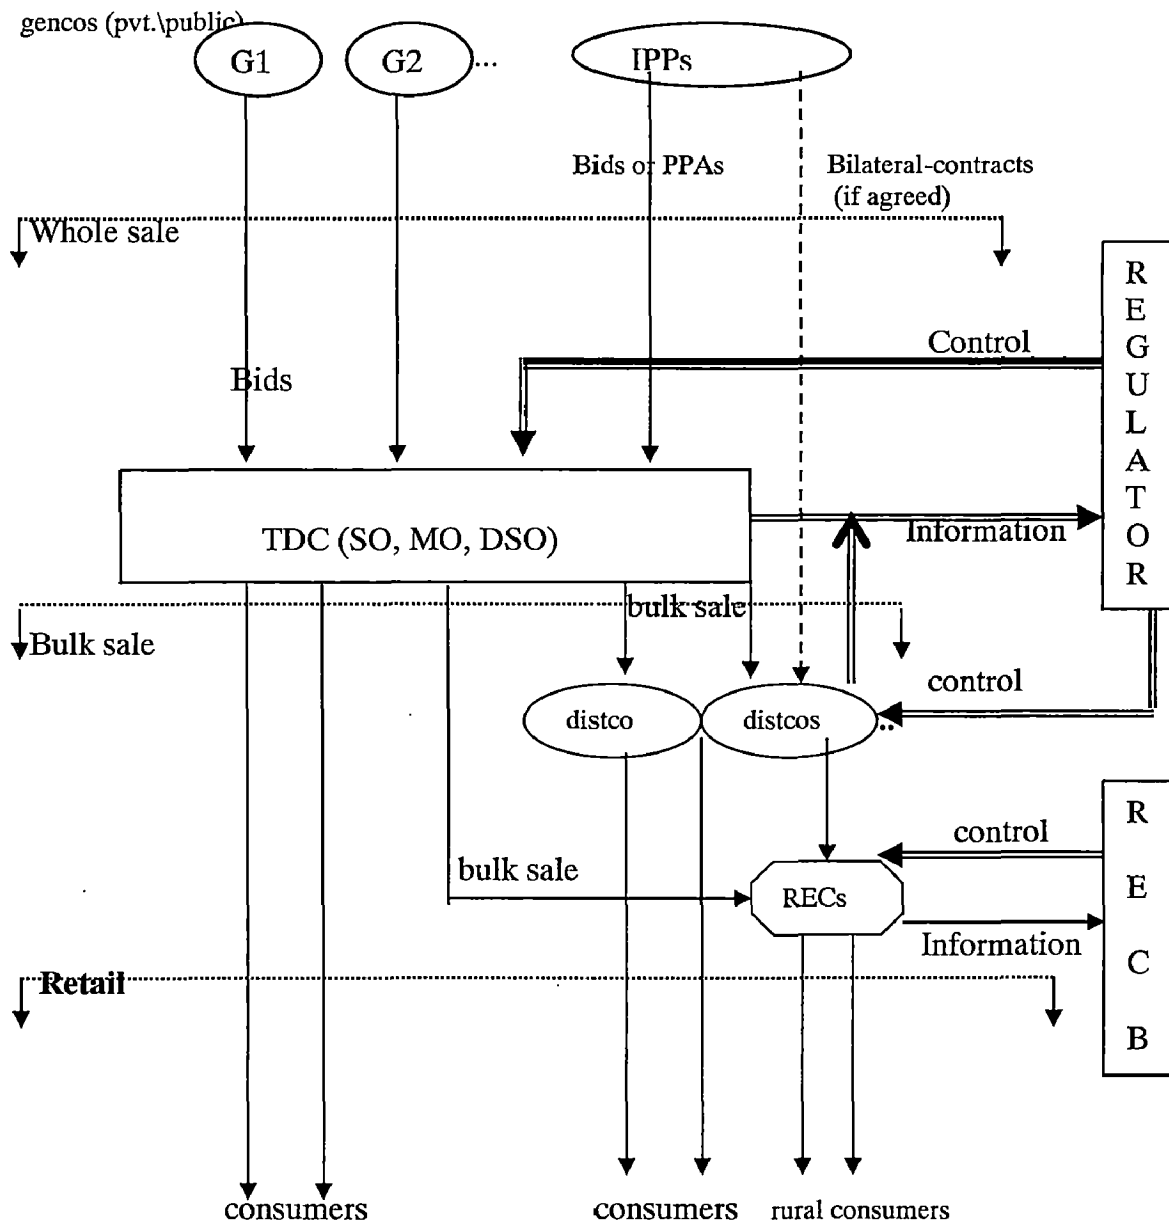 gencos (pvt.\public)
G1
G2
...
IPPs
Bids or PPAs
Bilateral-contracts
(if agreed)
Whole sale
REGULATOR
Control
Bids
TDC (SO, MO, DSO)
Information
bulk sale
Bulk sale
control
distco
distcos
..
RECB
control
bulk sale
RECs
Information
Retail
consumers
consumers
rural consumers